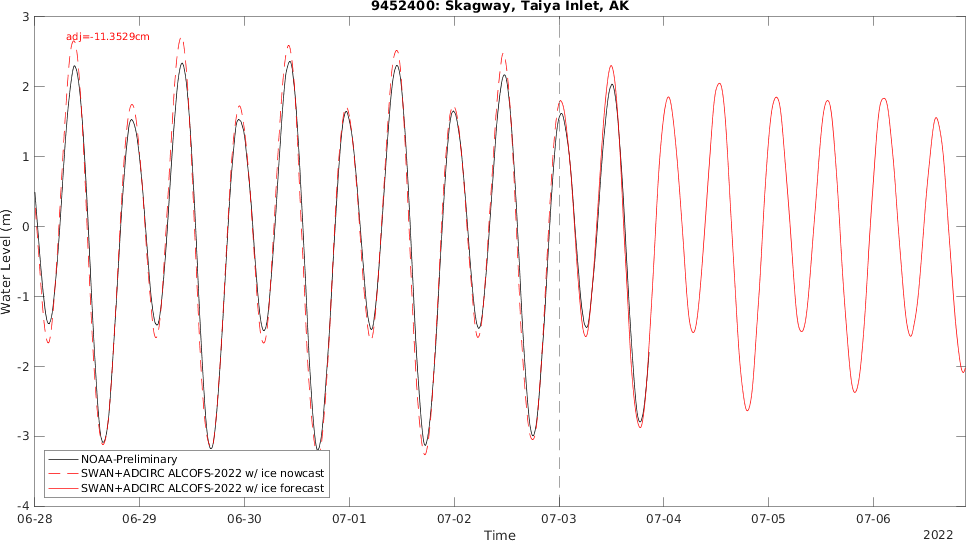 9452400: Skagway, Taiya Inlet, AK
adj=-11.3529cm
3
2
1
0
-1
-2
-3
-4
Water Level (m)
NOAA-Preliminary
SWAN+ADCIRC ALCOFS-2022 w/ ice nowcast
SWAN+ADCIRC ALCOFS-2022 w/ ice forecast
06-28 06-29 06-30 07-01 07-02 07-03 07-04 07-05 07-06
Time
2022